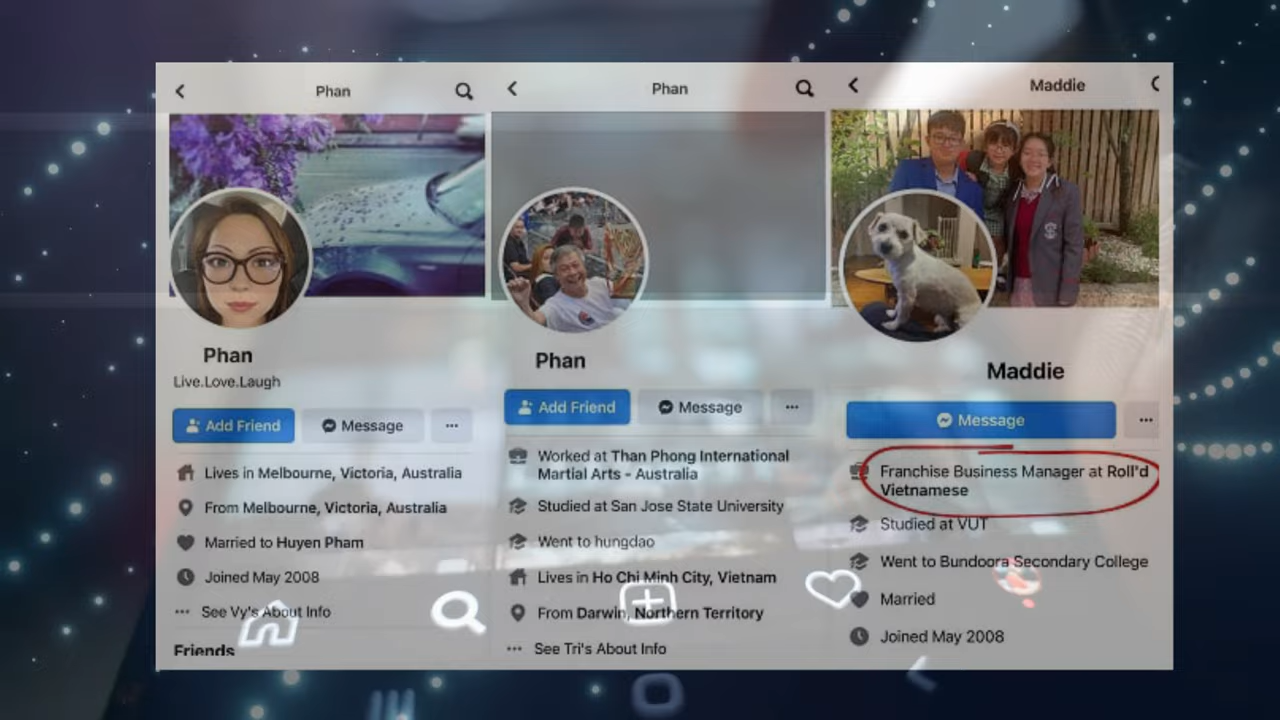 Phan
Phan
Live.Love.Laugh
Add Friend
Message
Lives in Melbourne, Victoria, Australia
From Melbourne, Victoria, Australia
Married to Huyen Pham
Joined May 2008
See Vy's About Info
Friends
Phan
Phan
Add Friend
Message
Worked at Than Phong International
Martial Arts - Australia
Studied at San Jose State University
Went to hungdao
Lives in Ho Chi Minh City, Vietnam
From Darwin, Northern Territory
See Tri's About Info
Maddie
Maddie
Message
Franchise Business Manager at Roll'd
Vietnamese
Studied at VUT
Went to Bundoora Secondary College
Married
Joined May 2008